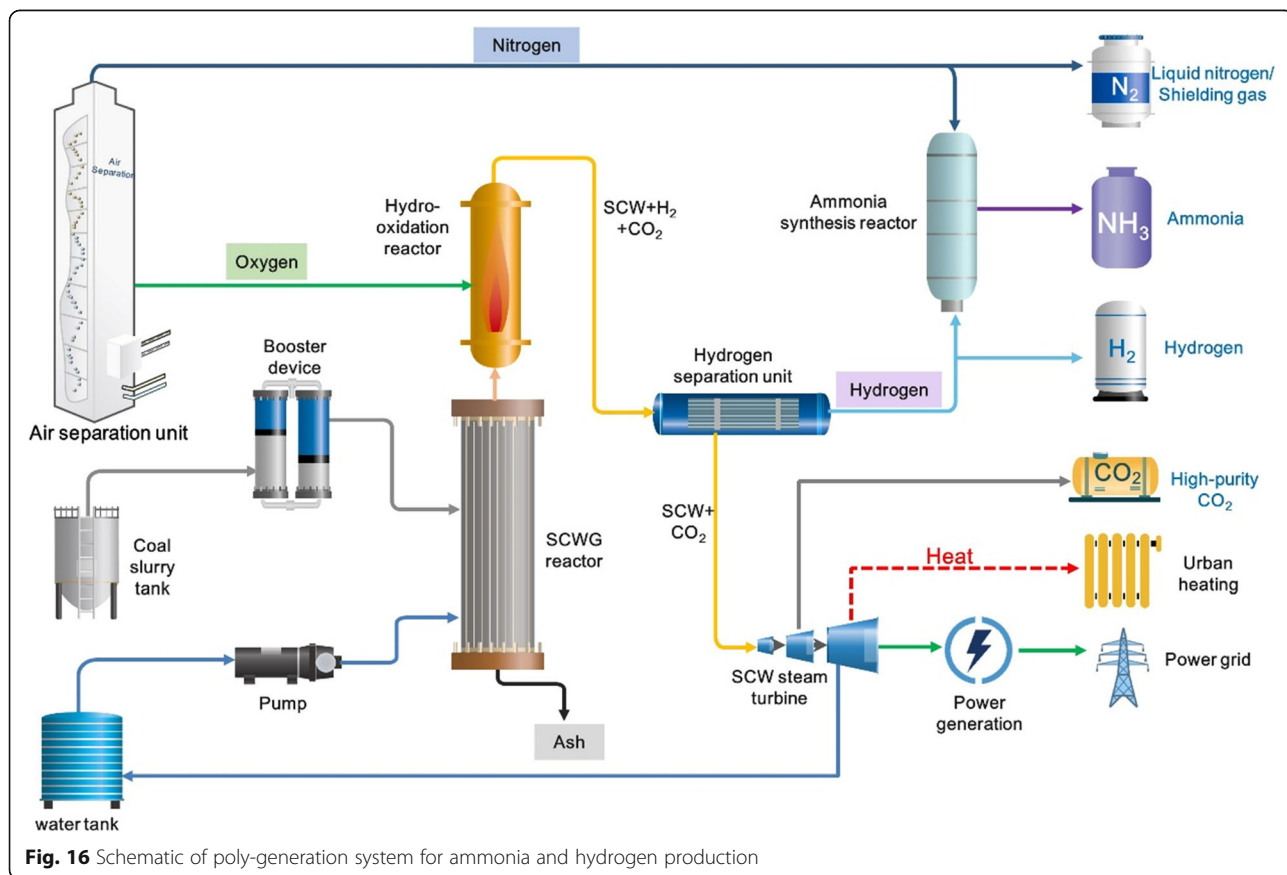 Nitrogen
N₂
Liquid nitrogen/
Shielding gas
Air
Separation
Hydro-
oxidation
reactor
SCW+H₂
+CO₂
Ammonia
synthesis reactor
NH₃
Ammonia
Oxygen
Booster
device
Hydrogen
separation unit
Hydrogen
H₂
Hydrogen
Air separation unit
CO₂
High-purity
CO₂
SCW+
CO₂
Coal
slurry
tank
SCWG
reactor
Heat
Urban
heating
SCW steam
turbine
Power
generation
Power grid
Pump
Ash
water tank
Fig. 16 Schematic of poly-generation system for ammonia and hydrogen production